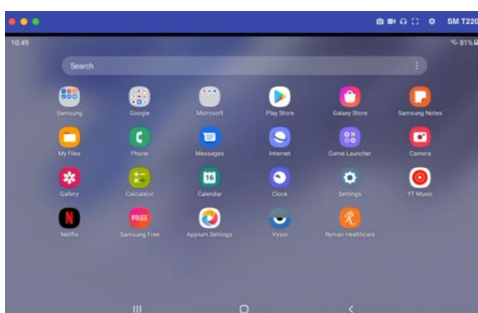 SM T220
10:49
81%
Search
Samsung
Google
Microsoft
Play Store
Galaxy Store
Samsung Notes
My Files
Phone
Messages
Internet
Game Launcher
Camera
Gallery
Calculator
16
Calendar
Clock
Settings
YT Music
N
Netflix
FREE
Samsung Free
Appium Settings
Vysor
R
Ryman Healthcare